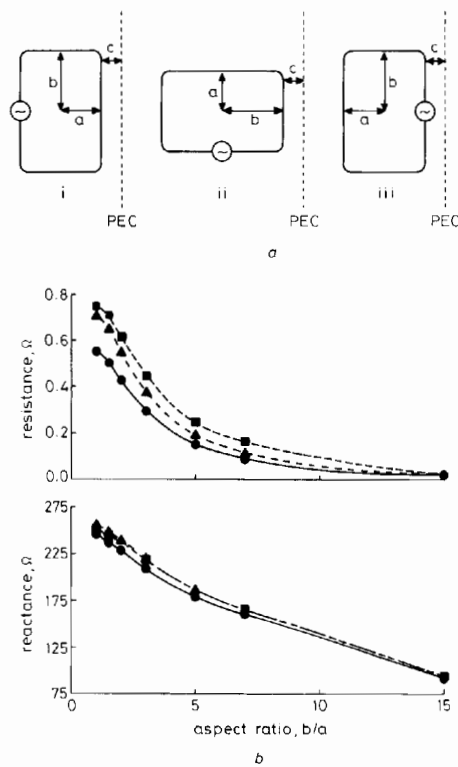 c c c
b a a b a b
i ii iii
PEC PEC PEC
a
0.8
0.6
0.4
0.2
0.0
resistance, Ω
275
225
175
125
75
reactance, Ω
0 5 10 15
aspect ratio, b/a
b